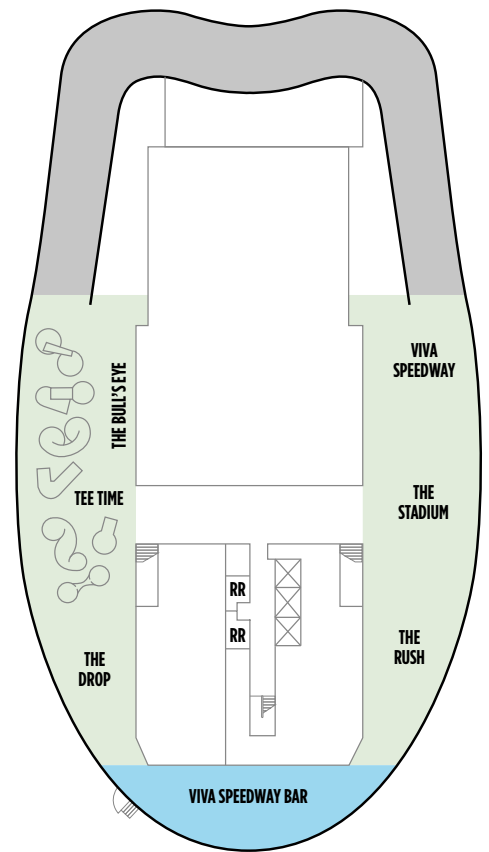 VIVA
SPEEDWAY
THE BULL'S EYE
TEE TIME
THE
STADIUM
RR
RR
THE
DROP
THE
RUSH
VIVA SPEEDWAY BAR